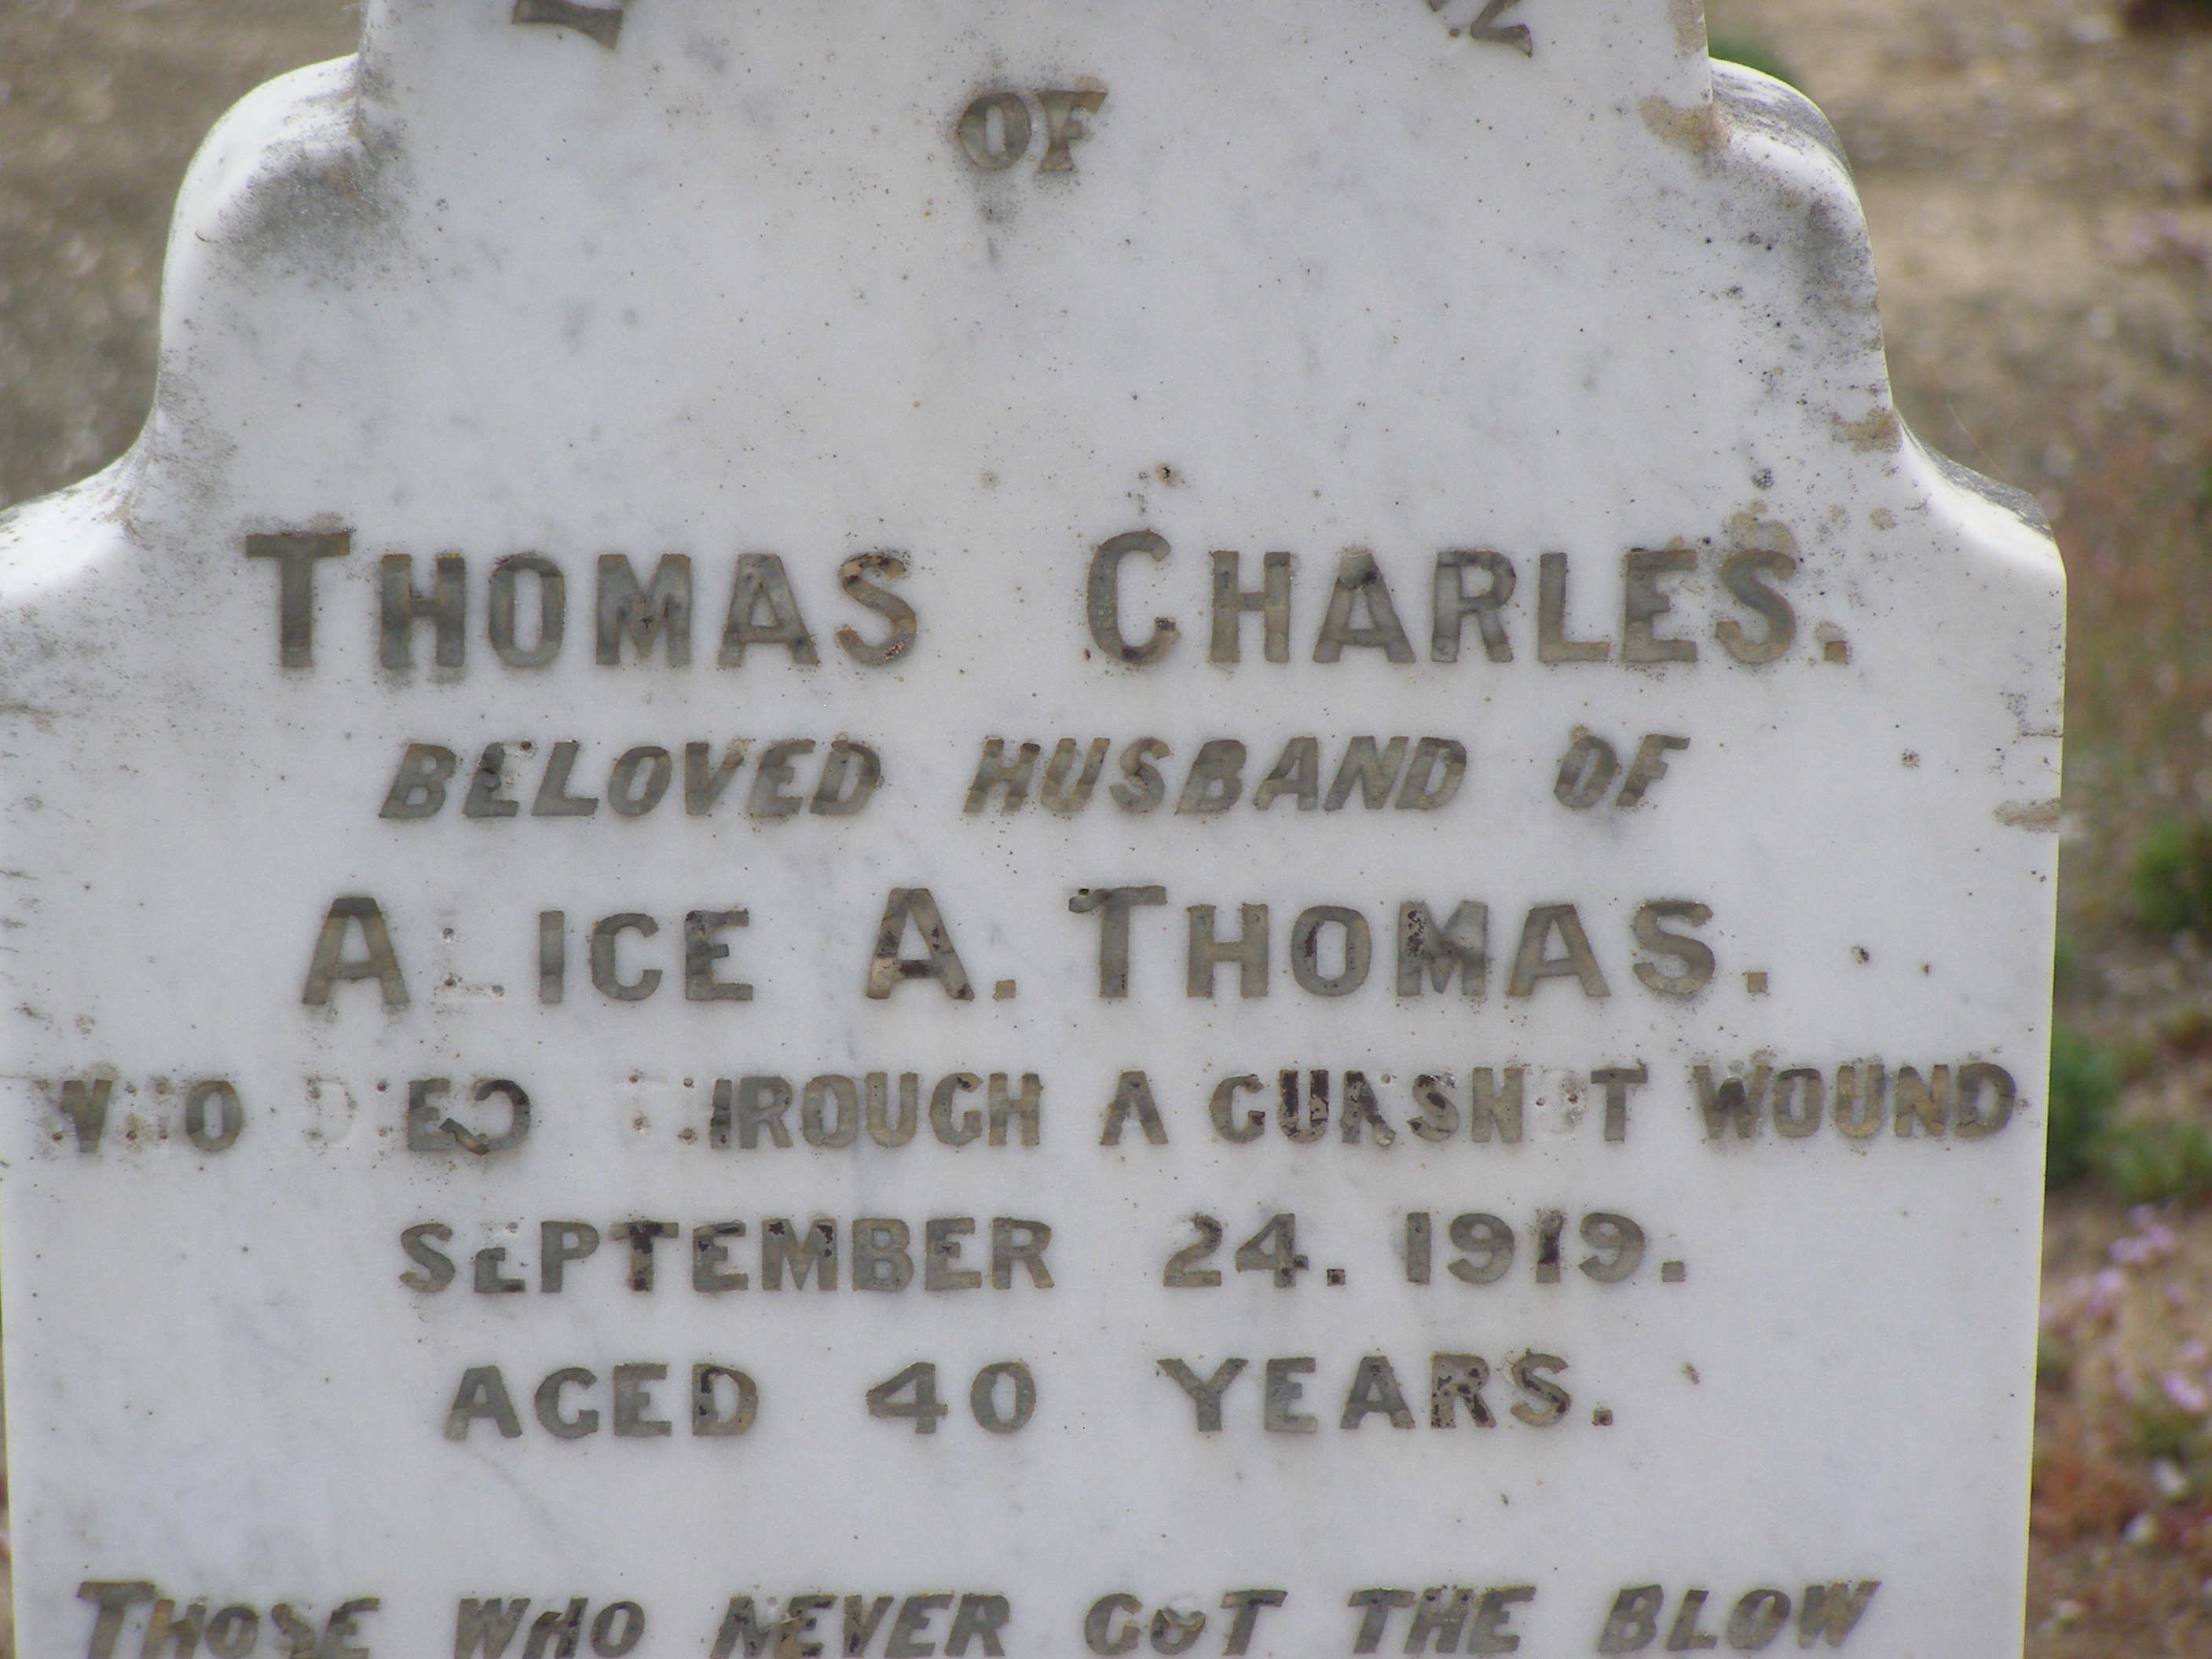 OF
THOMAS CHARLES.
BELOVED HUSBAND OF
ALICE A. THOMAS.
WHO DIED THROUGH A GUNSHOT WOUND
SEPTEMBER 24. 1919.
AGED 40 YEARS.
THOSE WHO NEVER GOT THE BLOW